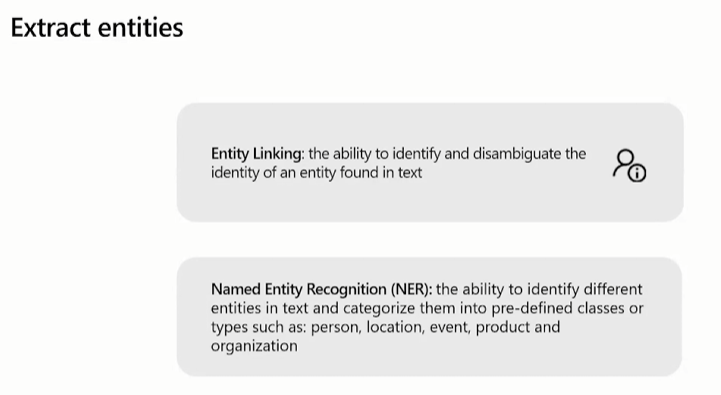 Extract entities
Entity Linking: the ability to identify and disambiguate the
identity of an entity found in text
Named Entity Recognition (NER): the ability to identify different
entities in text and categorize them into pre-defined classes or
types such as: person, location, event, product and
organization